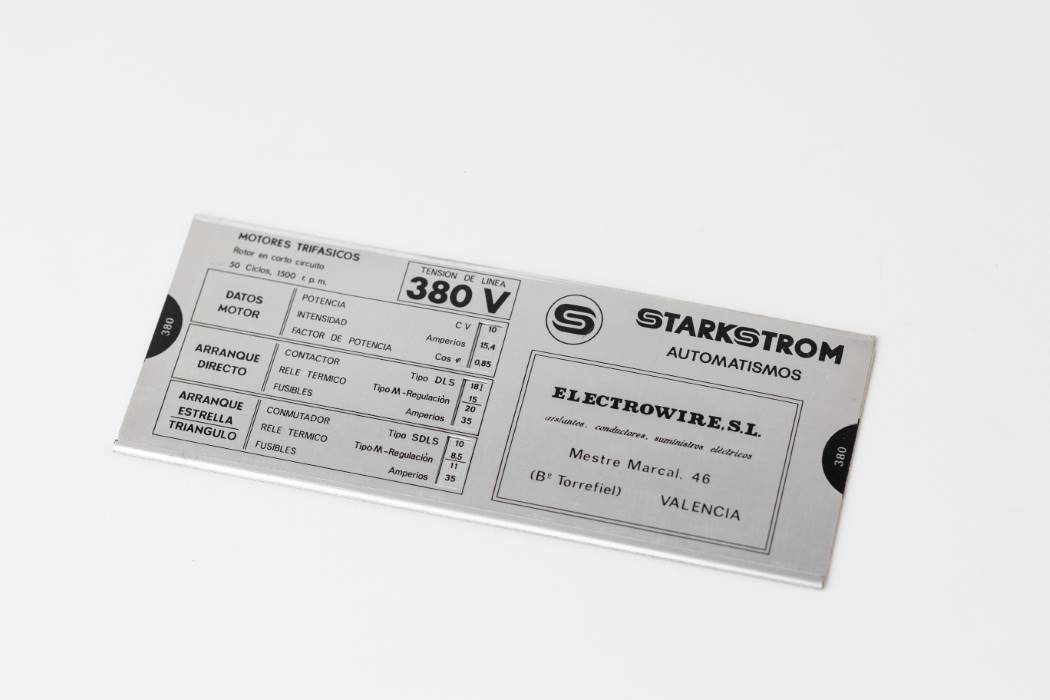 MOTORES TRIFASICOS
Rotor en corto circuito
50 Ciclos, 1500 r. p. m.
TENSION DE LINEA
380 V
DATOS MOTOR
POTENCIA CV 10
INTENSIDAD Amperios 15,4
FACTOR DE POTENCIA Cos φ 0,85
ARRANQUE DIRECTO
CONTACTOR Tipo DLS 18
RELE TERMICO Tipo M-Regulación 15 20
FUSIBLES Amperios 35
ARRANQUE ESTRELLA TRIANGULO
CONMUTADOR Tipo SDLS 10
RELE TERMICO Tipo M-Regulación 8,5 11
FUSIBLES Amperios 35
380
S
STARKSTROM
AUTOMATISMOS
ELECTROWIRE, S.L.
aislantes, conductores, suministros eléctricos
Mestre Marcal, 46
(Bº Torrefiel)
VALENCIA
380